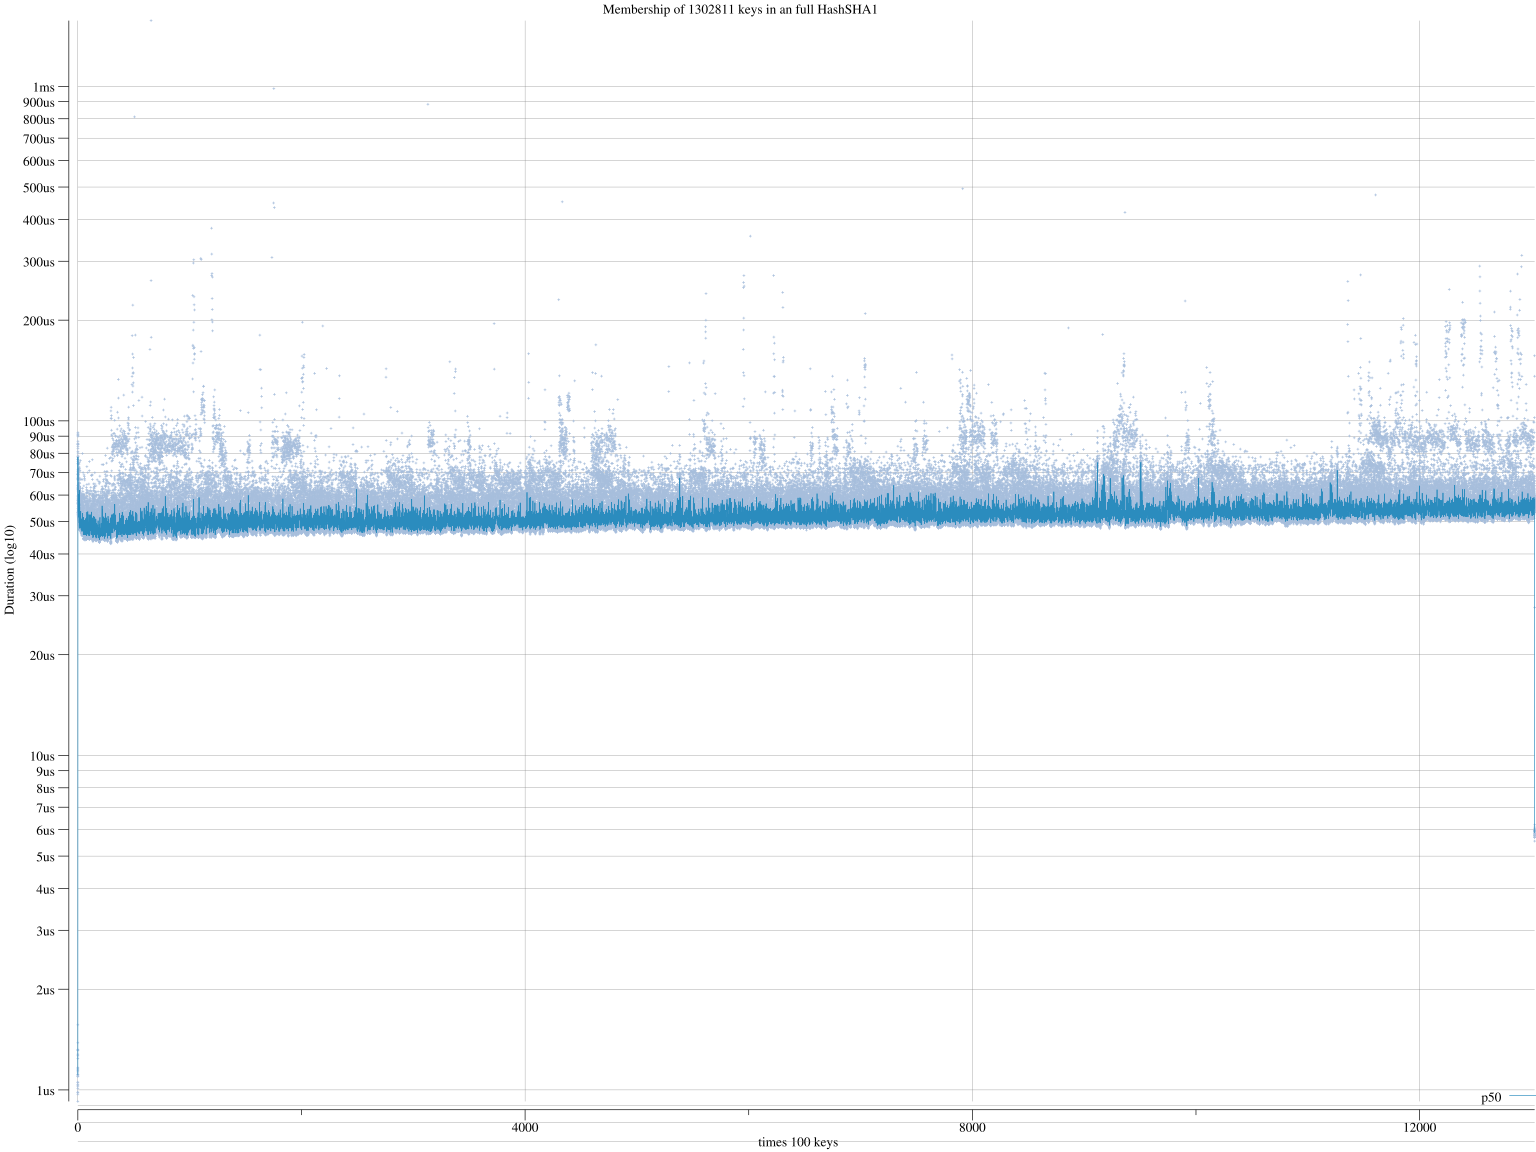 Membership of 1302811 keys in an full HashSHA1
1ms
900us
800us
700us
600us
500us
400us
300us
200us
100us
90us
80us
70us
60us
50us
40us
30us
20us
10us
9us
8us
7us
6us
5us
4us
3us
2us
1us
Duration (log10)
p50
0
4000
8000
12000
times 100 keys